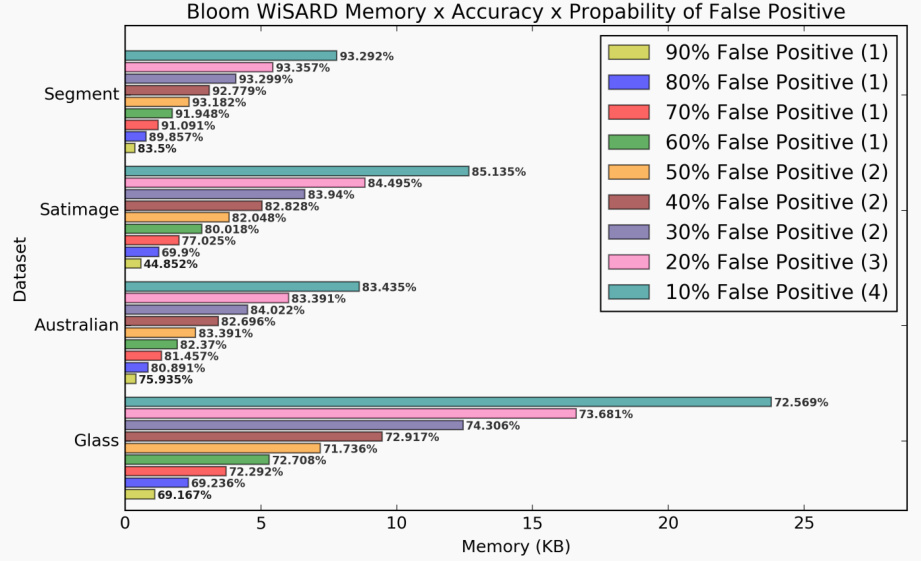 Bloom WiSARD Memory x Accuracy x Propability of False Positive
90% False Positive (1)
80% False Positive (1)
70% False Positive (1)
60% False Positive (1)
50% False Positive (2)
40% False Positive (2)
30% False Positive (2)
20% False Positive (3)
10% False Positive (4)
Dataset
Segment
93.292%
93.357%
93.299%
92.779%
93.182%
91.948%
91.091%
89.857%
83.5%
Satimage
85.135%
84.495%
83.94%
82.828%
82.048%
80.018%
77.025%
69.9%
44.852%
Australian
83.435%
83.391%
84.022%
82.696%
83.391%
82.37%
81.457%
80.891%
75.935%
Glass
72.569%
73.681%
74.306%
72.917%
71.736%
72.708%
72.292%
69.236%
69.167%
0 5 10 15 20 25
Memory (KB)